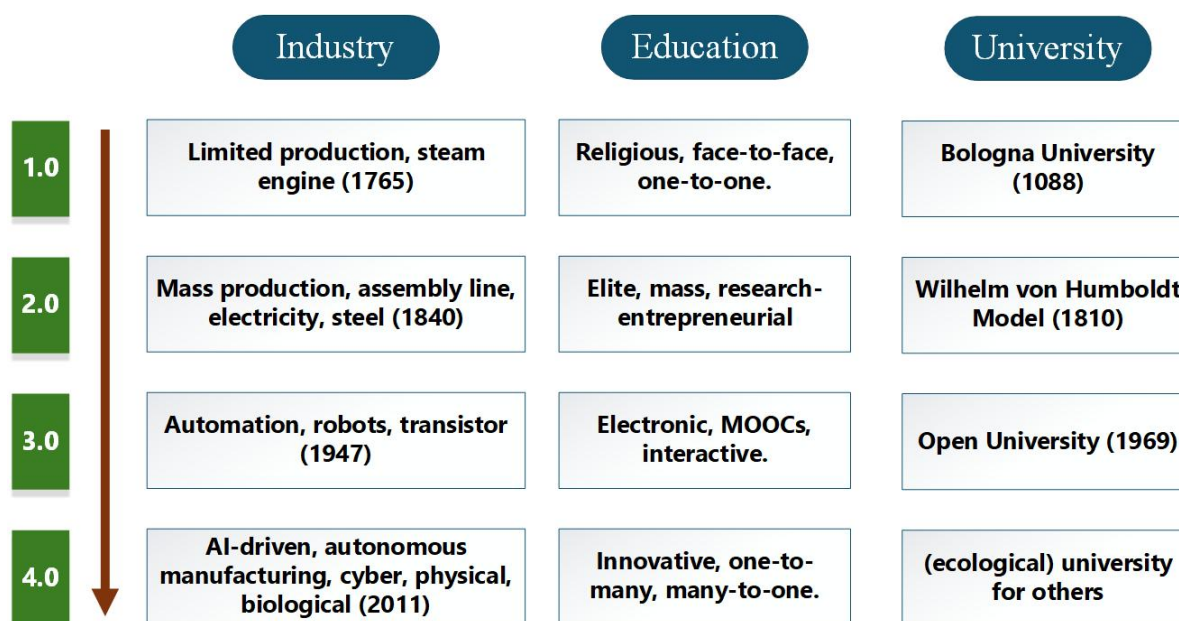 Industry
Education
University
1.0
Limited production, steam
engine (1765)
Religious, face-to-face,
one-to-one.
Bologna University
(1088)
2.0
Mass production, assembly line,
electricity, steel (1840)
Elite, mass, research-
entrepreneurial
Wilhelm von Humboldt
Model (1810)
3.0
Automation, robots, transistor
(1947)
Electronic, MOOCs,
interactive.
Open University (1969)
4.0
AI-driven, autonomous
manufacturing, cyber, physical,
biological (2011)
Innovative, one-to-
many, many-to-one.
(ecological) university
for others